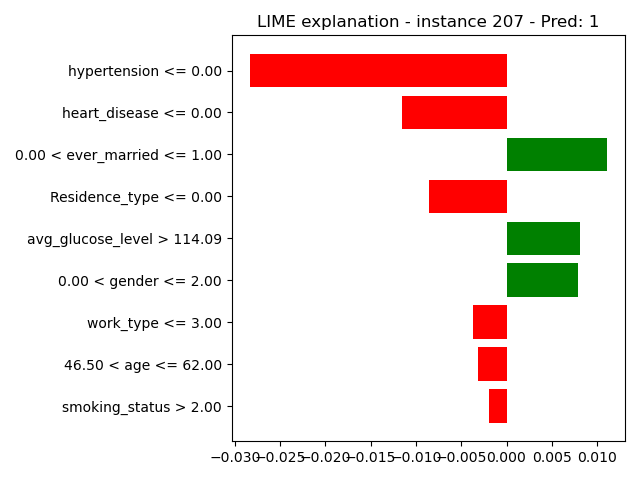 LIME explanation - instance 207 - Pred: 1
hypertension <= 0.00
heart_disease <= 0.00
0.00 < ever_married <= 1.00
Residence_type <= 0.00
avg_glucose_level > 114.09
0.00 < gender <= 2.00
work_type <= 3.00
46.50 < age <= 62.00
smoking_status > 2.00
−0.030 −0.025 −0.020 −0.015 −0.010 −0.005 0.000 0.005 0.010